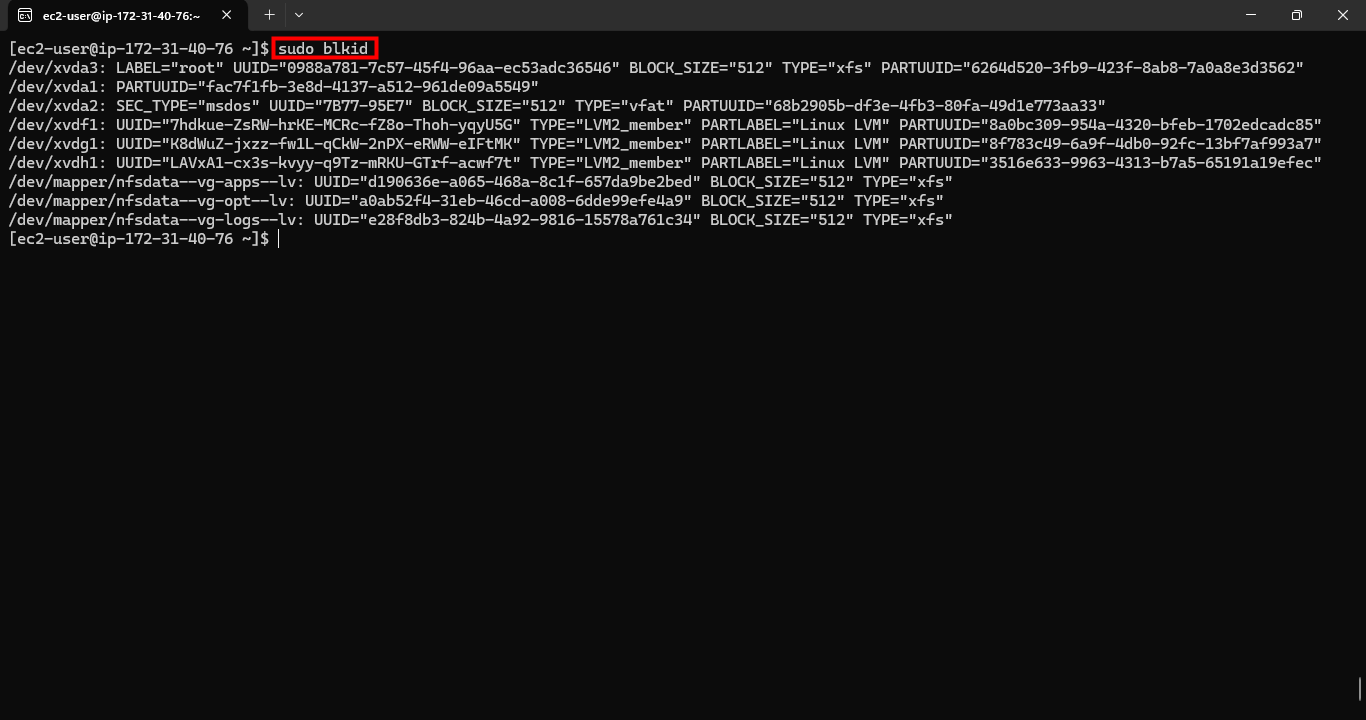 ec2-user@ip-172-31-40-76:~
[ec2-user@ip-172-31-40-76 ~]$ sudo blkid
/dev/xvda3: LABEL="root" UUID="0988a781-7c57-45f4-96aa-ec53adc36546" BLOCK_SIZE="512" TYPE="xfs" PARTUUID="6264d520-3fb9-423f-8ab8-7a0a8e3d3562"
/dev/xvda1: PARTUUID="fac7f1fb-3e8d-4137-a512-961de09a5549"
/dev/xvda2: SEC_TYPE="msdos" UUID="7B77-95E7" BLOCK_SIZE="512" TYPE="vfat" PARTUUID="68b2905b-df3e-4fb3-80fa-49d1e773aa33"
/dev/xvdf1: UUID="7hdkue-ZsRW-hrKE-MCRc-fZ8o-Thoh-yqyU5G" TYPE="LVM2_member" PARTLABEL="Linux LVM" PARTUUID="8a0bc309-954a-4320-bfeb-1702edcadc85"
/dev/xvdg1: UUID="K8dWuZ-jxzz-fw1L-qCkW-2nPX-eRWW-eIFtMK" TYPE="LVM2_member" PARTLABEL="Linux LVM" PARTUUID="8f783c49-6a9f-4db0-92fc-13bf7af993a7"
/dev/xvdh1: UUID="LAVxA1-cx3s-kvyy-q9Tz-mRKU-GTrf-acwf7t" TYPE="LVM2_member" PARTLABEL="Linux LVM" PARTUUID="3516e633-9963-4313-b7a5-65191a19efec"
/dev/mapper/nfsdata--vg-apps--lv: UUID="d190636e-a065-468a-8c1f-657da9be2bed" BLOCK_SIZE="512" TYPE="xfs"
/dev/mapper/nfsdata--vg-opt--lv: UUID="a0ab52f4-31eb-46cd-a008-6dde99efe4a9" BLOCK_SIZE="512" TYPE="xfs"
/dev/mapper/nfsdata--vg-logs--lv: UUID="e28f8db3-824b-4a92-9816-15578a761c34" BLOCK_SIZE="512" TYPE="xfs"
[ec2-user@ip-172-31-40-76 ~]$